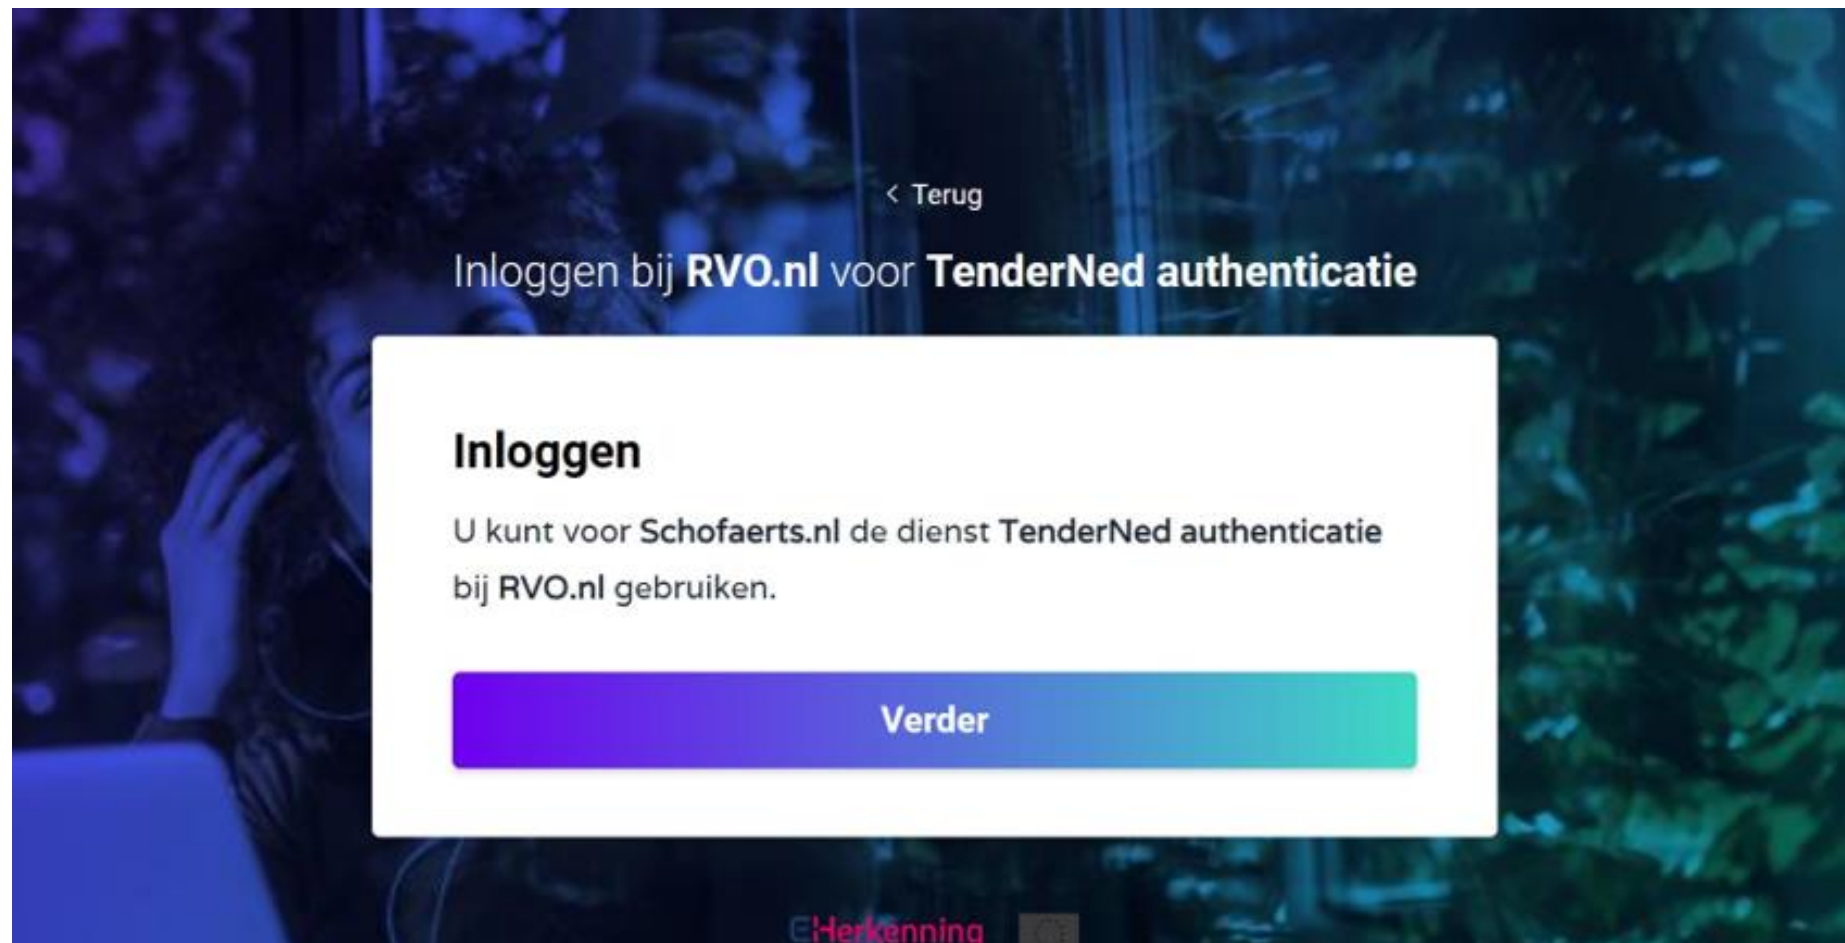 < Terug
Inloggen bij RVO.nl voor TenderNed authenticatie
Inloggen
U kunt voor Schofaerts.nl de dienst TenderNed authenticatie
bij RVO.nl gebruiken.
Verder
eHerkenning